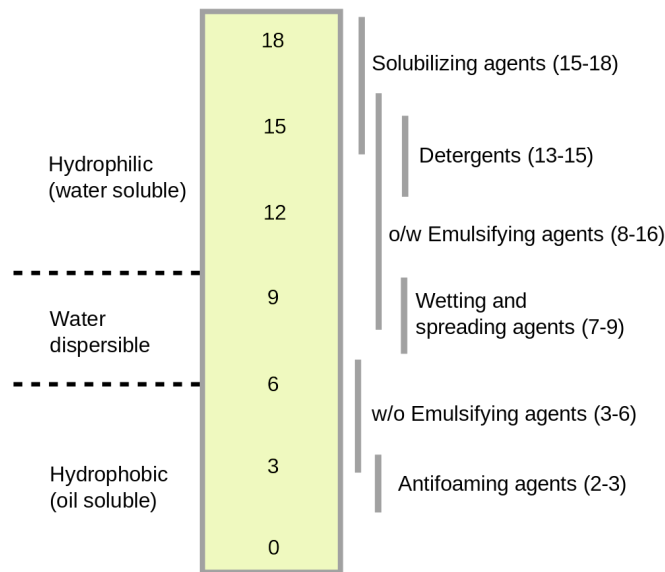 18
Solubilizing agents (15-18)
15
Detergents (13-15)
Hydrophilic
(water soluble)
12
o/w Emulsifying agents (8-16)
9
Wetting and
spreading agents (7-9)
Water
dispersible
6
w/o Emulsifying agents (3-6)
3
Hydrophobic
(oil soluble)
Antifoaming agents (2-3)
0